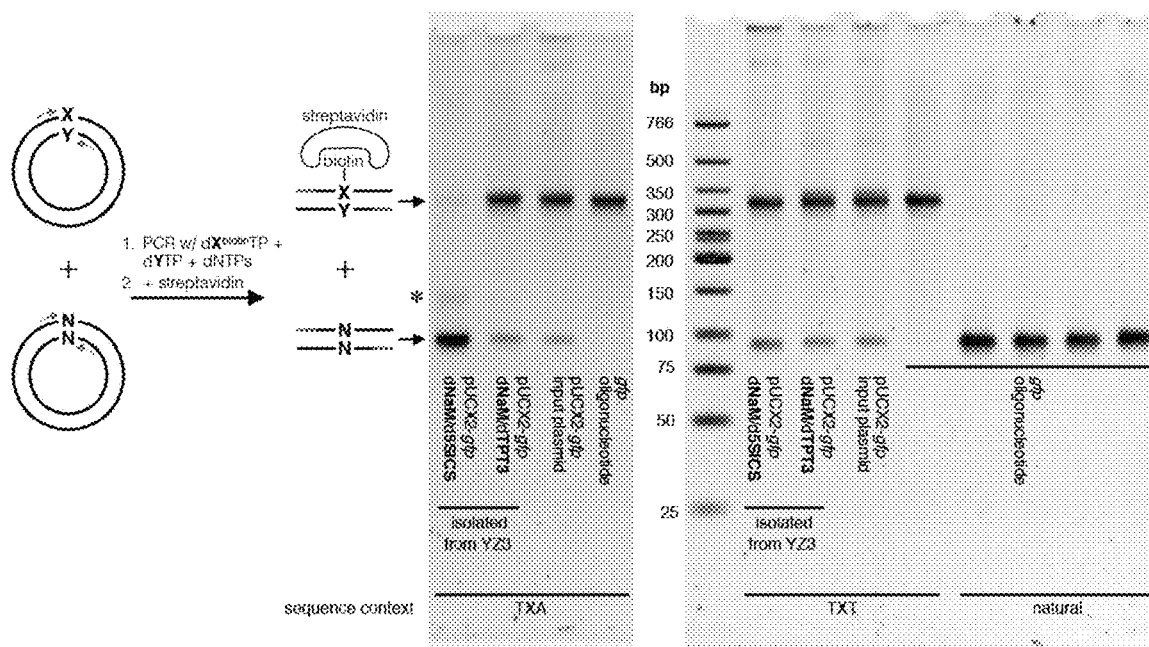 X
Y
+
N
N
1. PCR w/ dXbiotinTP +
dYTP + dNTPs
2. + streptavidin
streptavidin
biotin
X
Y
+
*
N
N
pUCX2-gfp
dNaM/d5SICS
pUCX2-gfp
dNaM/dTPT3
pUCX2-gfp
input plasmid
gfp
oligonucleotide
isolated
from YZ3
bp
766
500
350
300
250
200
150
100
75
50
25
pUCX2-gfp
dNaM/d5SICS
pUCX2-gfp
dNaM/dTPT3
pUCX2-gfp
input plasmid
gfp
oligonucleotide
isolated
from YZ3
sequence context
TXA
TXT
natural